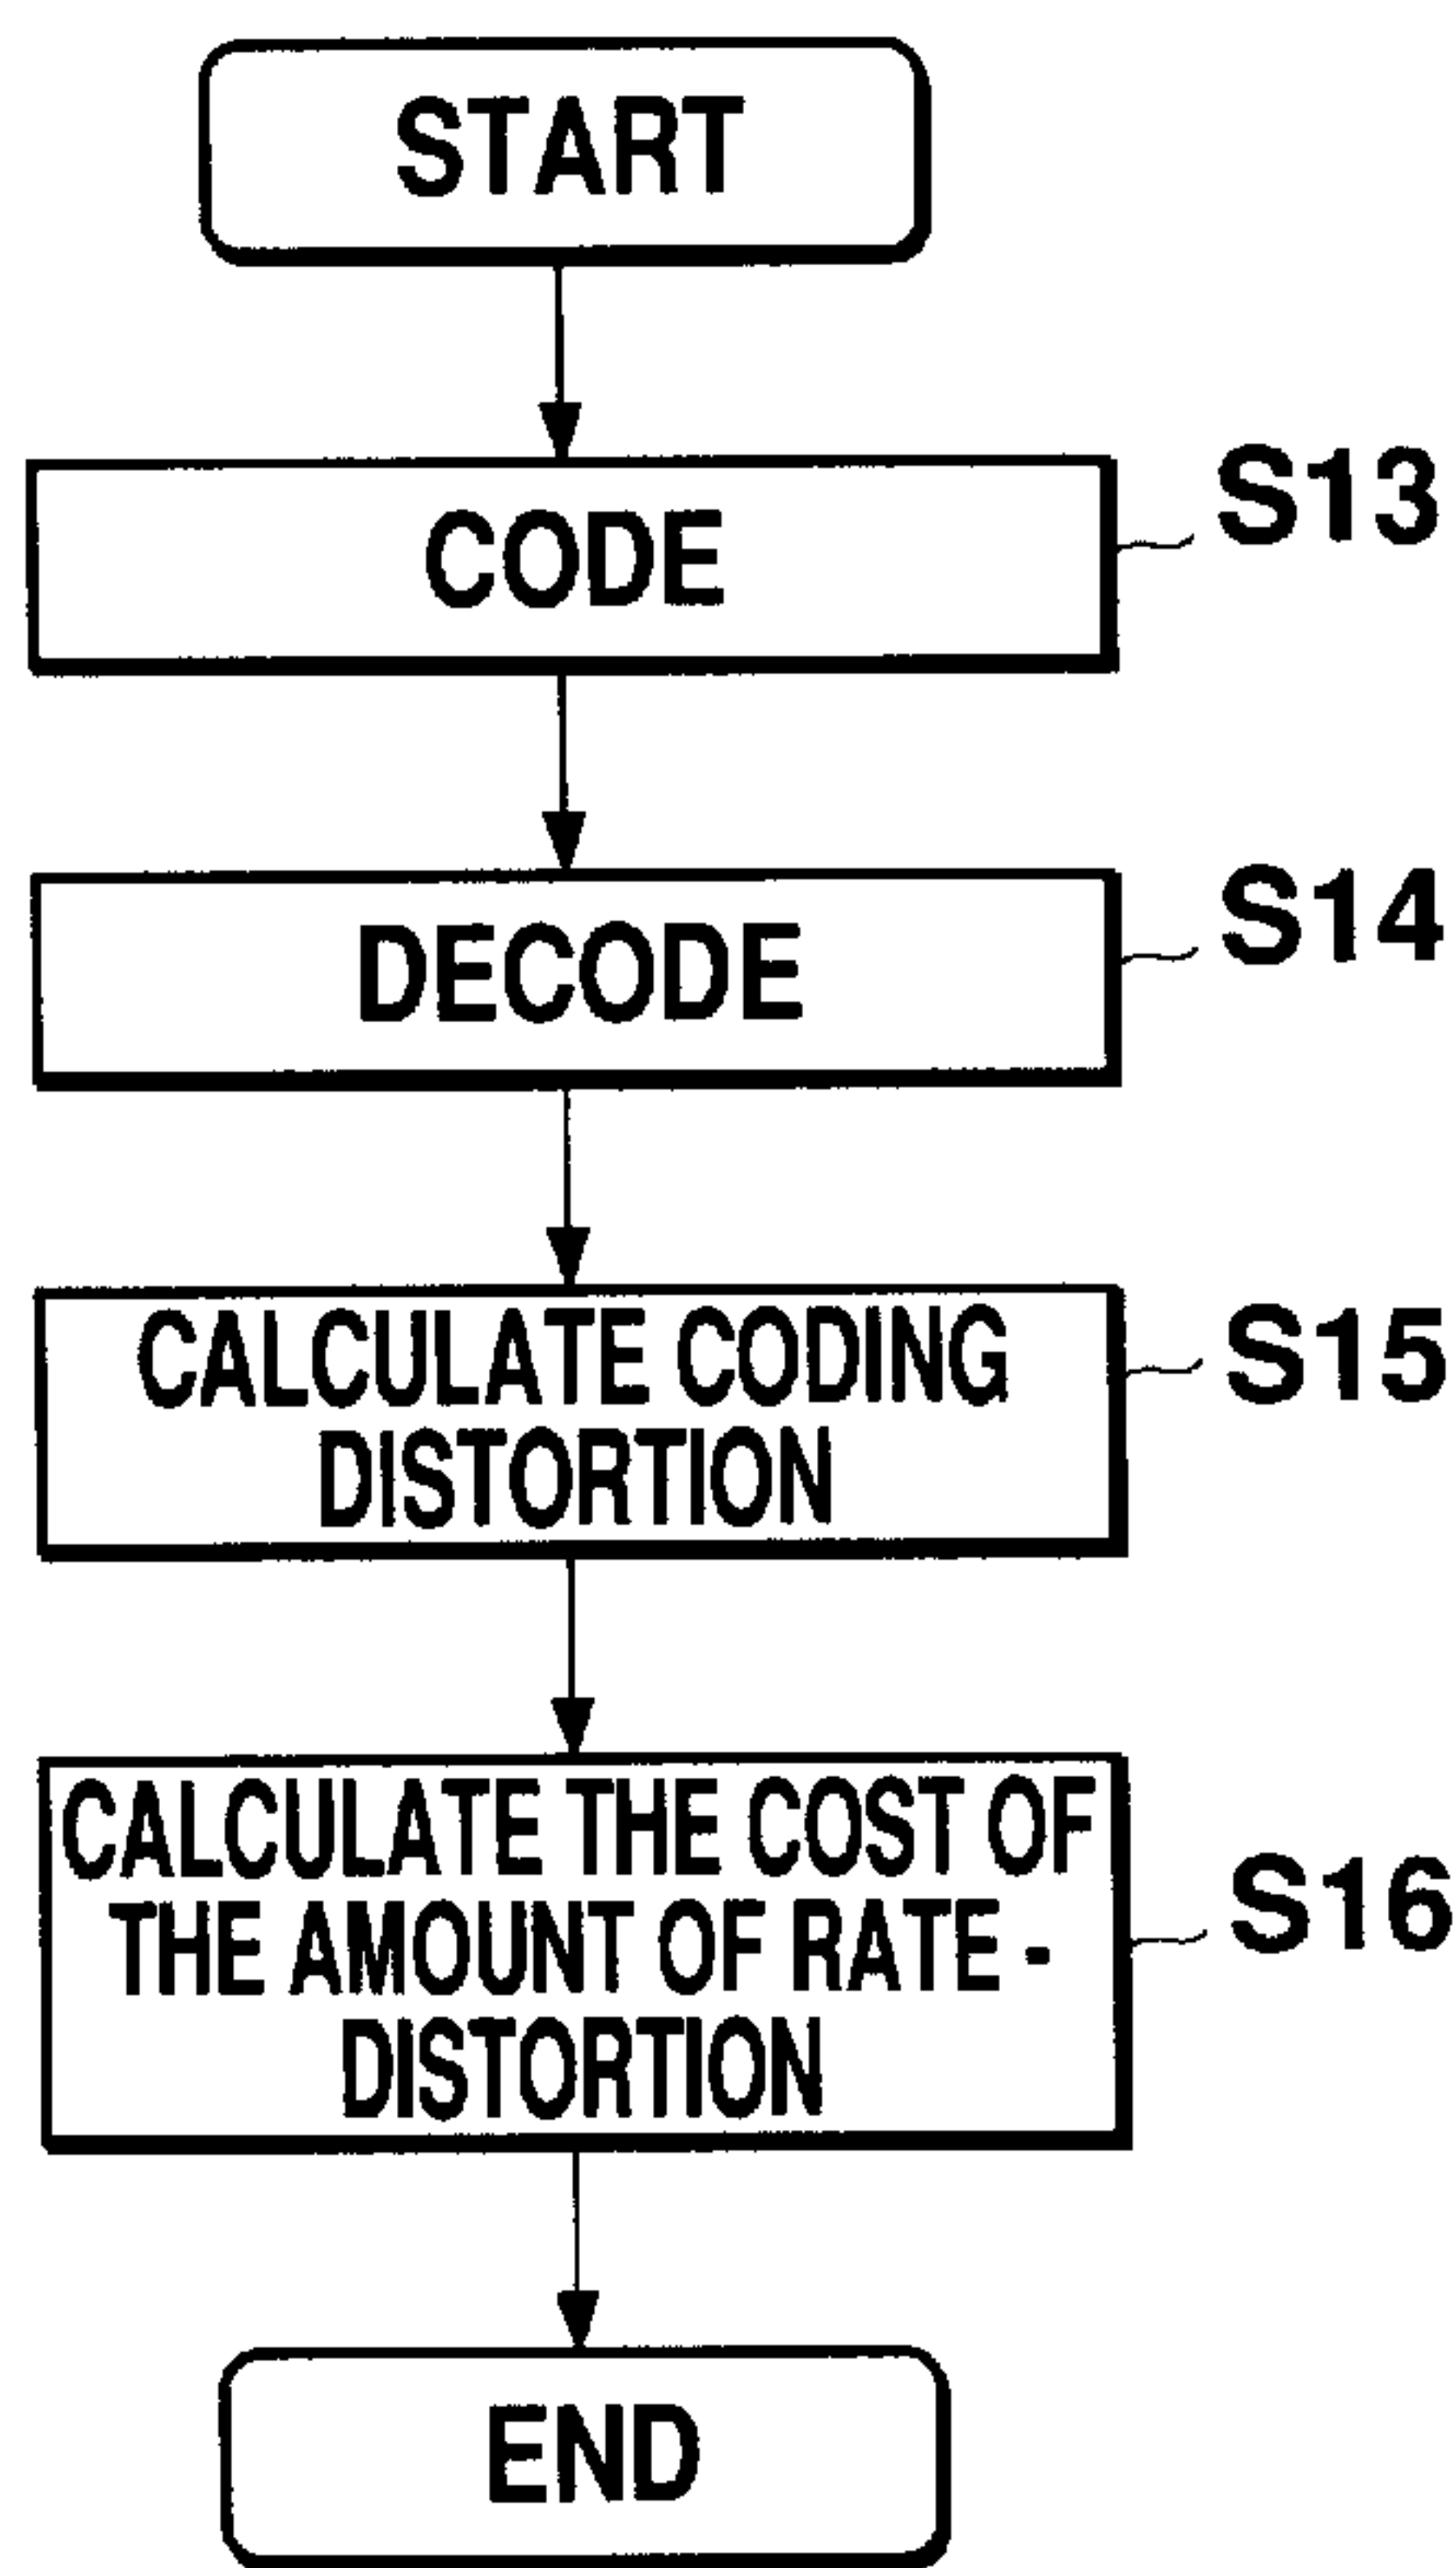 START
CODE
S13
DECODE
S14
CALCULATE CODING
DISTORTION
S15
CALCULATE THE COST OF
THE AMOUNT OF RATE -
DISTORTION
S16
END